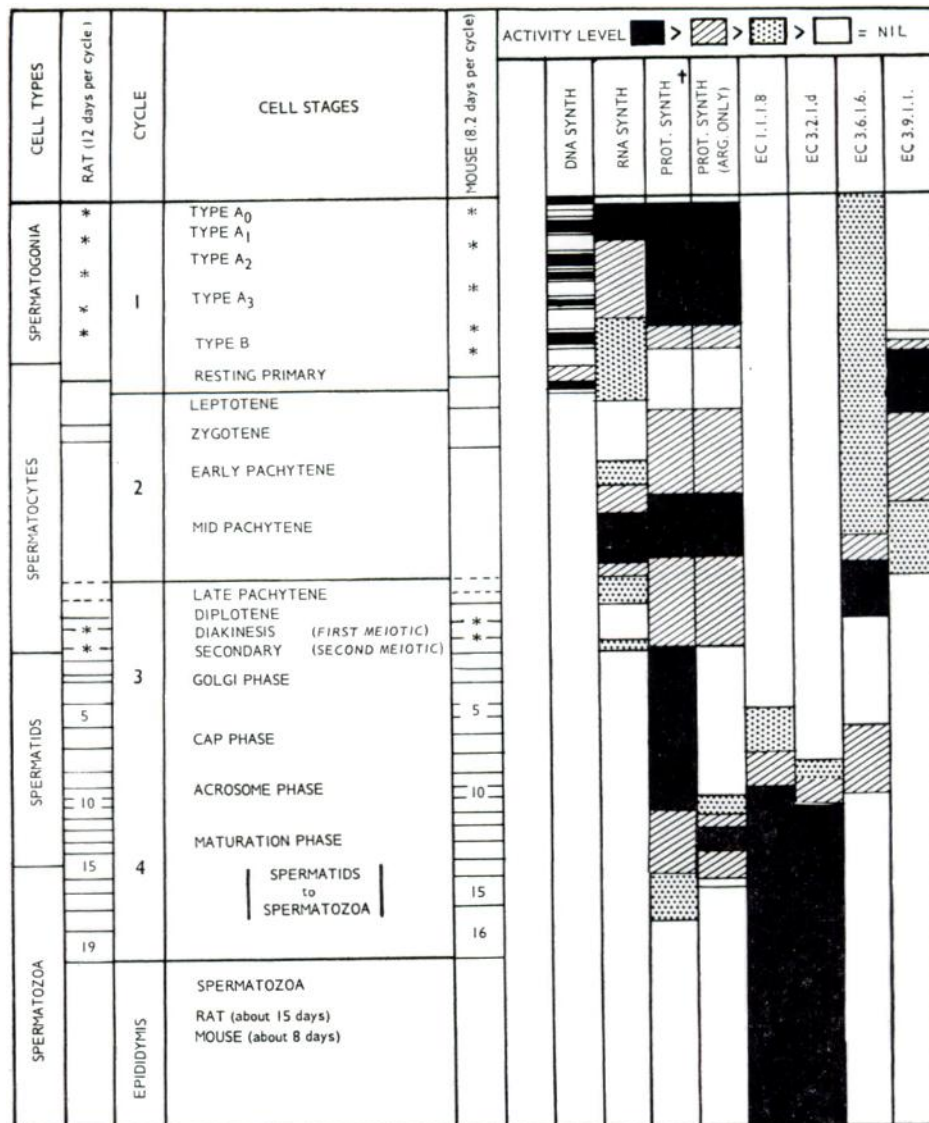 ACTIVITY LEVEL > > > = NIL
CELL TYPES
RAT (12 days per cycle)
CYCLE
CELL STAGES
MOUSE (8.2 days per cycle)
DNA SYNTH
RNA SYNTH
PROT. SYNTH †
PROT. SYNTH (ARG. ONLY)
EC 1.1.1.8
EC 3.2.1.d
EC 3.6.1.6.
EC 3.9.1.1.
SPERMATOGONIA
SPERMATOCYTES
SPERMATIDS
SPERMATOZOA
* * * * * *
5
10
15
19
1
2
3
4
EPIDIDYMIS
TYPE A0
TYPE A1
TYPE A2
TYPE A3
TYPE B
RESTING PRIMARY
LEPTOTENE
ZYGOTENE
EARLY PACHYTENE
MID PACHYTENE
LATE PACHYTENE
DIPLOTENE
DIAKINESIS (FIRST MEIOTIC)
SECONDARY (SECOND MEIOTIC)
GOLGI PHASE
CAP PHASE
ACROSOME PHASE
MATURATION PHASE
SPERMATIDS
to
SPERMATOZOA
SPERMATOZOA
RAT (about 15 days)
MOUSE (about 8 days)
5
10
15
16